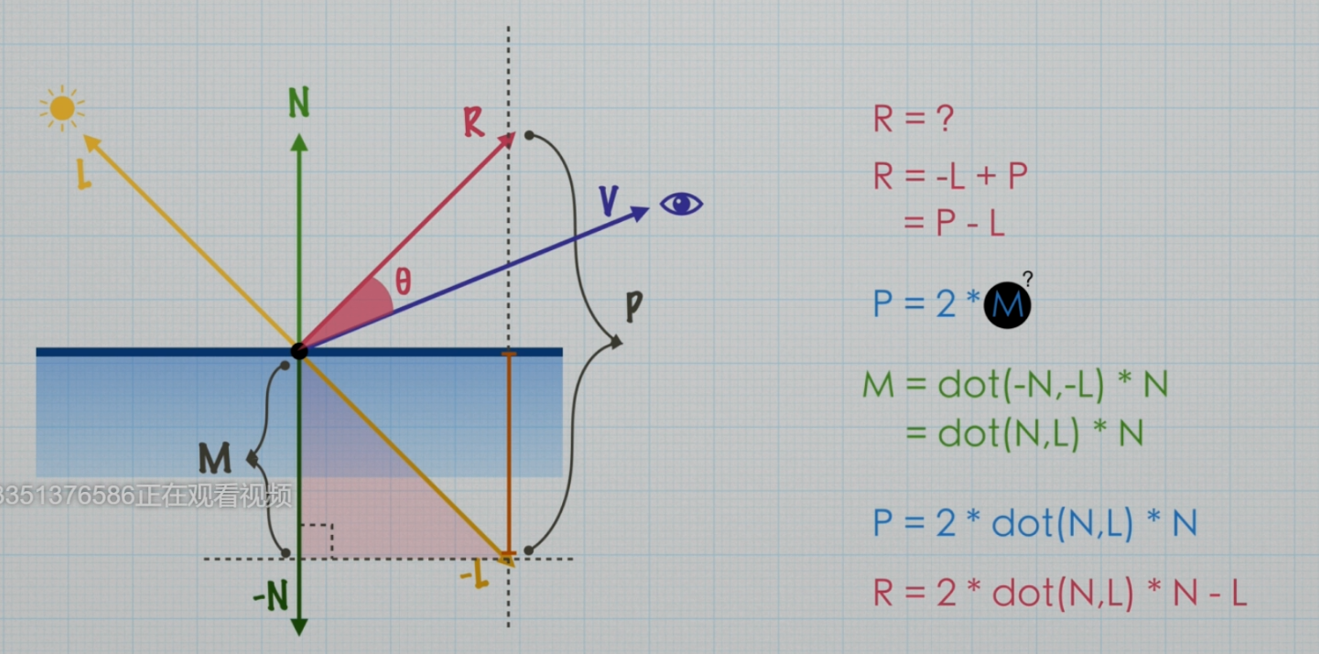 N
R
L
V
θ
P
M
-N
-L
3351376586正在观看视频
R = ?
R = -L + P
= P - L
P = 2 * M?
M = dot(-N,-L) * N
= dot(N,L) * N
P = 2 * dot(N,L) * N
R = 2 * dot(N,L) * N - L